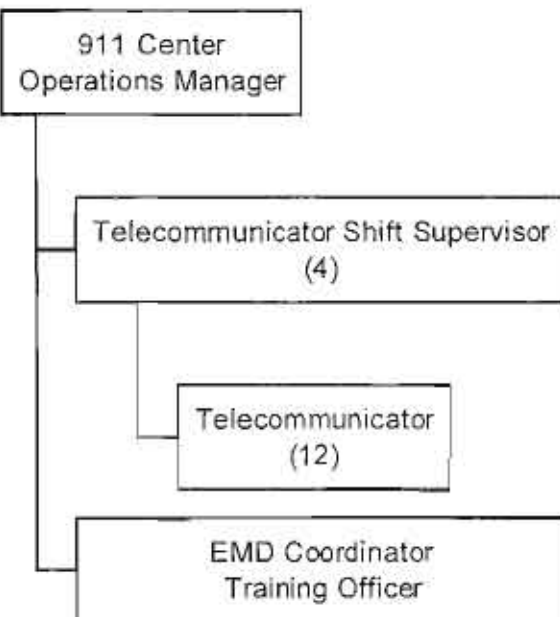 911 Center
Operations Manager
Telecommunicator Shift Supervisor
(4)
Telecommunicator
(12)
EMD Coordinator
Training Officer